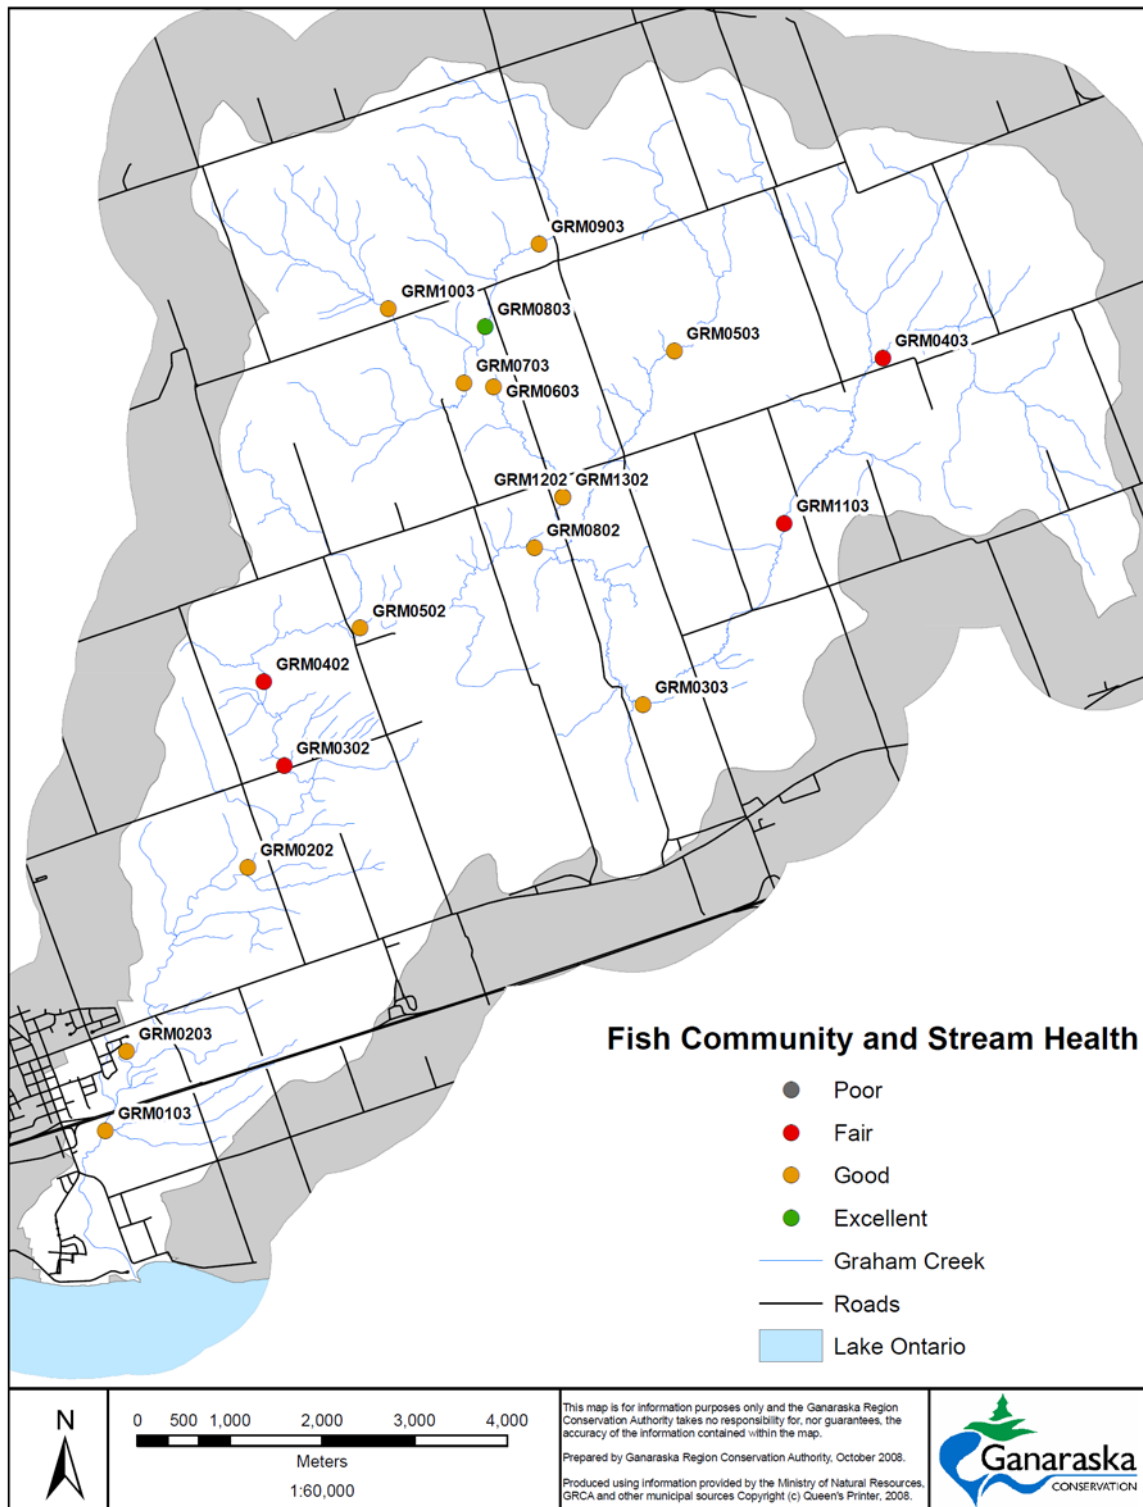 GRM0903
GRM1003
GRM0803
GRM0503
GRM0403
GRM0703
GRM0603
GRM1202 GRM1302
GRM1103
GRM0802
GRM0502
GRM0402
GRM0303
GRM0302
GRM0202
GRM0203
GRM0103
Fish Community and Stream Health
Poor
Fair
Good
Excellent
Graham Creek
Roads
Lake Ontario
N
0 500 1,000 2,000 3,000 4,000
Meters
1:60,000
This map is for information purposes only and the Ganaraska Region
Conservation Authority takes no responsibility for, nor guarantees, the
accuracy of the information contained within the map.
Prepared by Ganaraska Region Conservation Authority, October 2008.
Produced using information provided by the Ministry of Natural Resources,
GRCA and other municipal sources Copyright (c) Queen's Printer, 2008.
Ganaraska
CONSERVATION